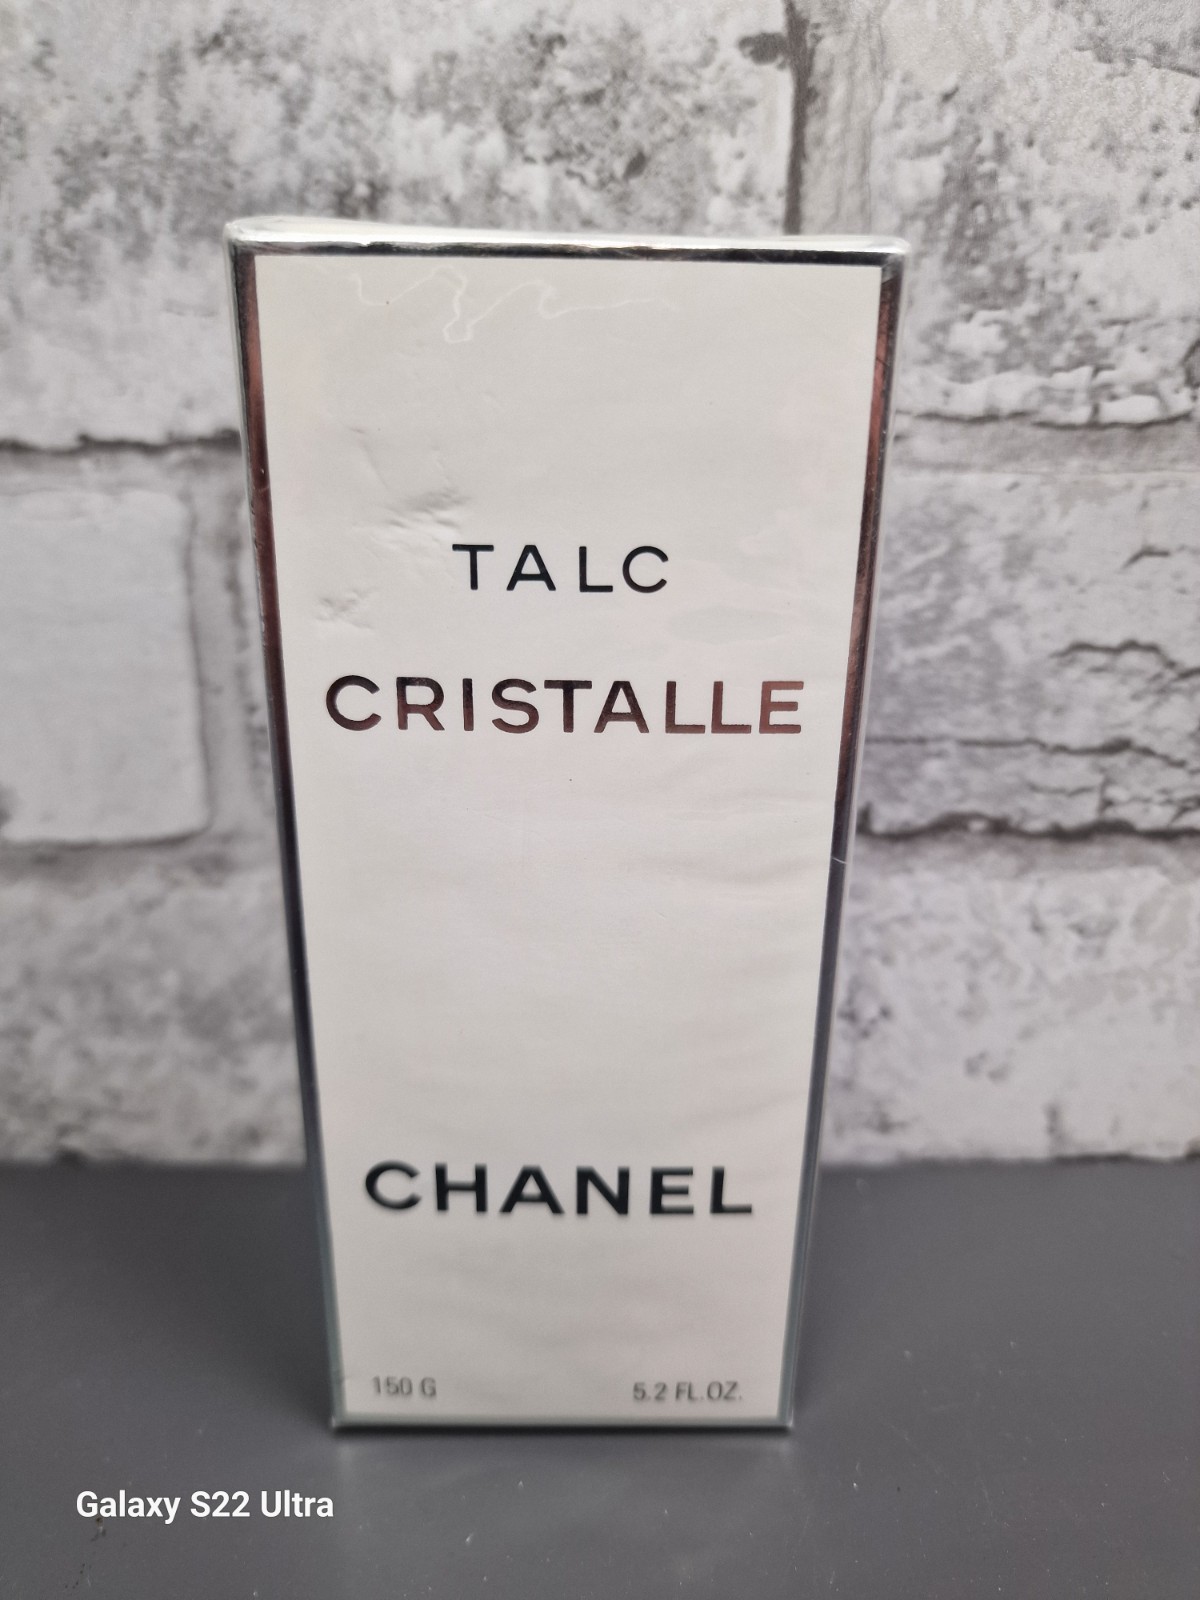 TALC
CRISTALLE
CHANEL
150 G 5.2 FL.OZ.
Galaxy S22 Ultra